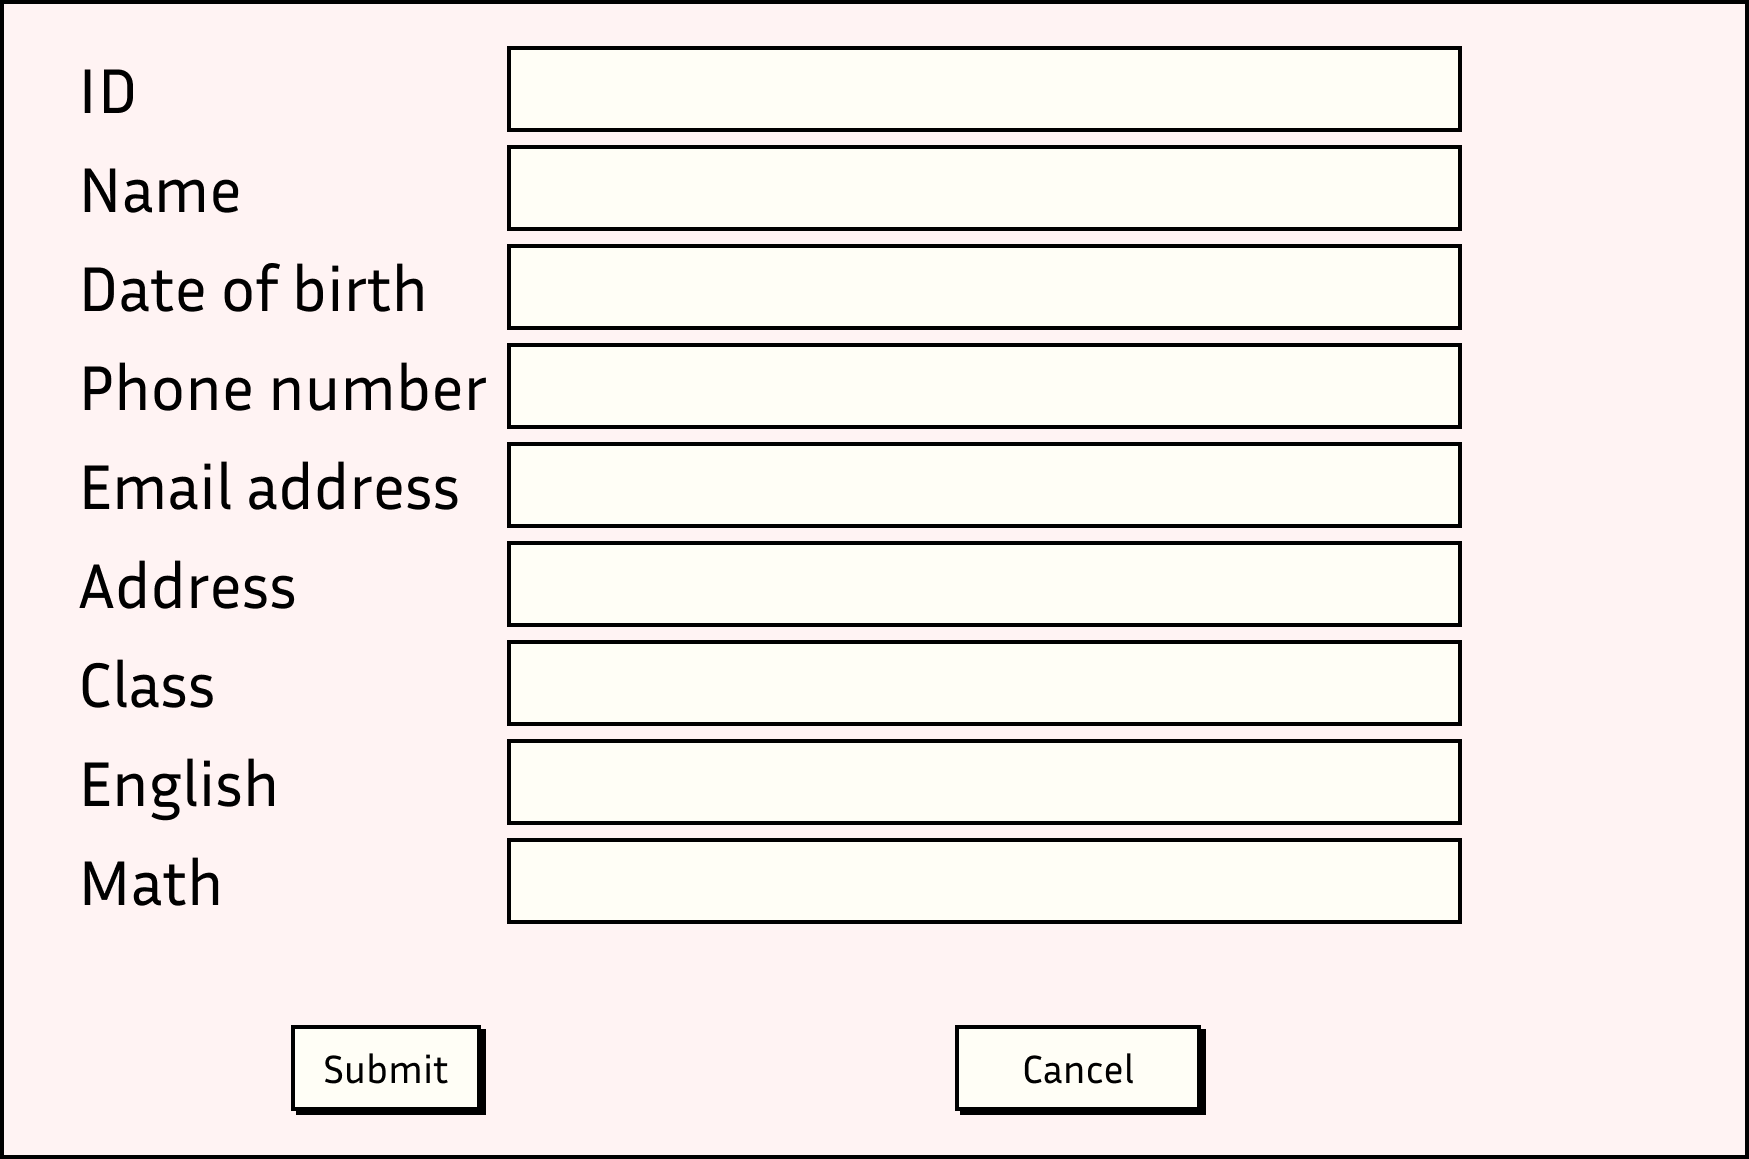 ID
Name
Date of birth
Phone number
Email address
Address
Class
English
Math
Submit
Cancel